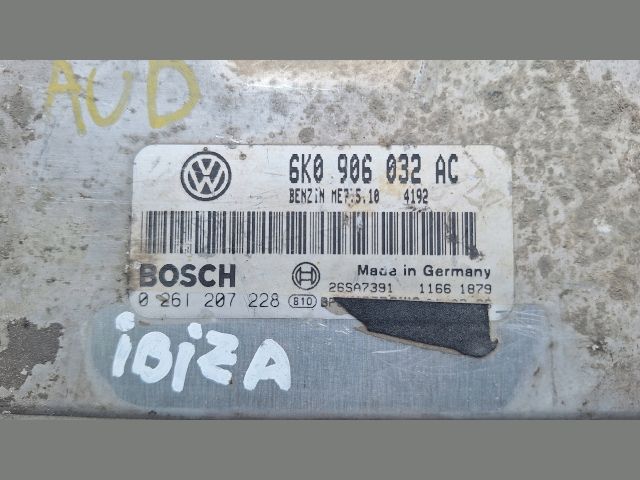 AUD
6K0 906 032 AC
BENZIN ME7.5.10 4192
BOSCH
Made in Germany
26SA7391 1166 1879
0 261 207 228 B10
iBiZA